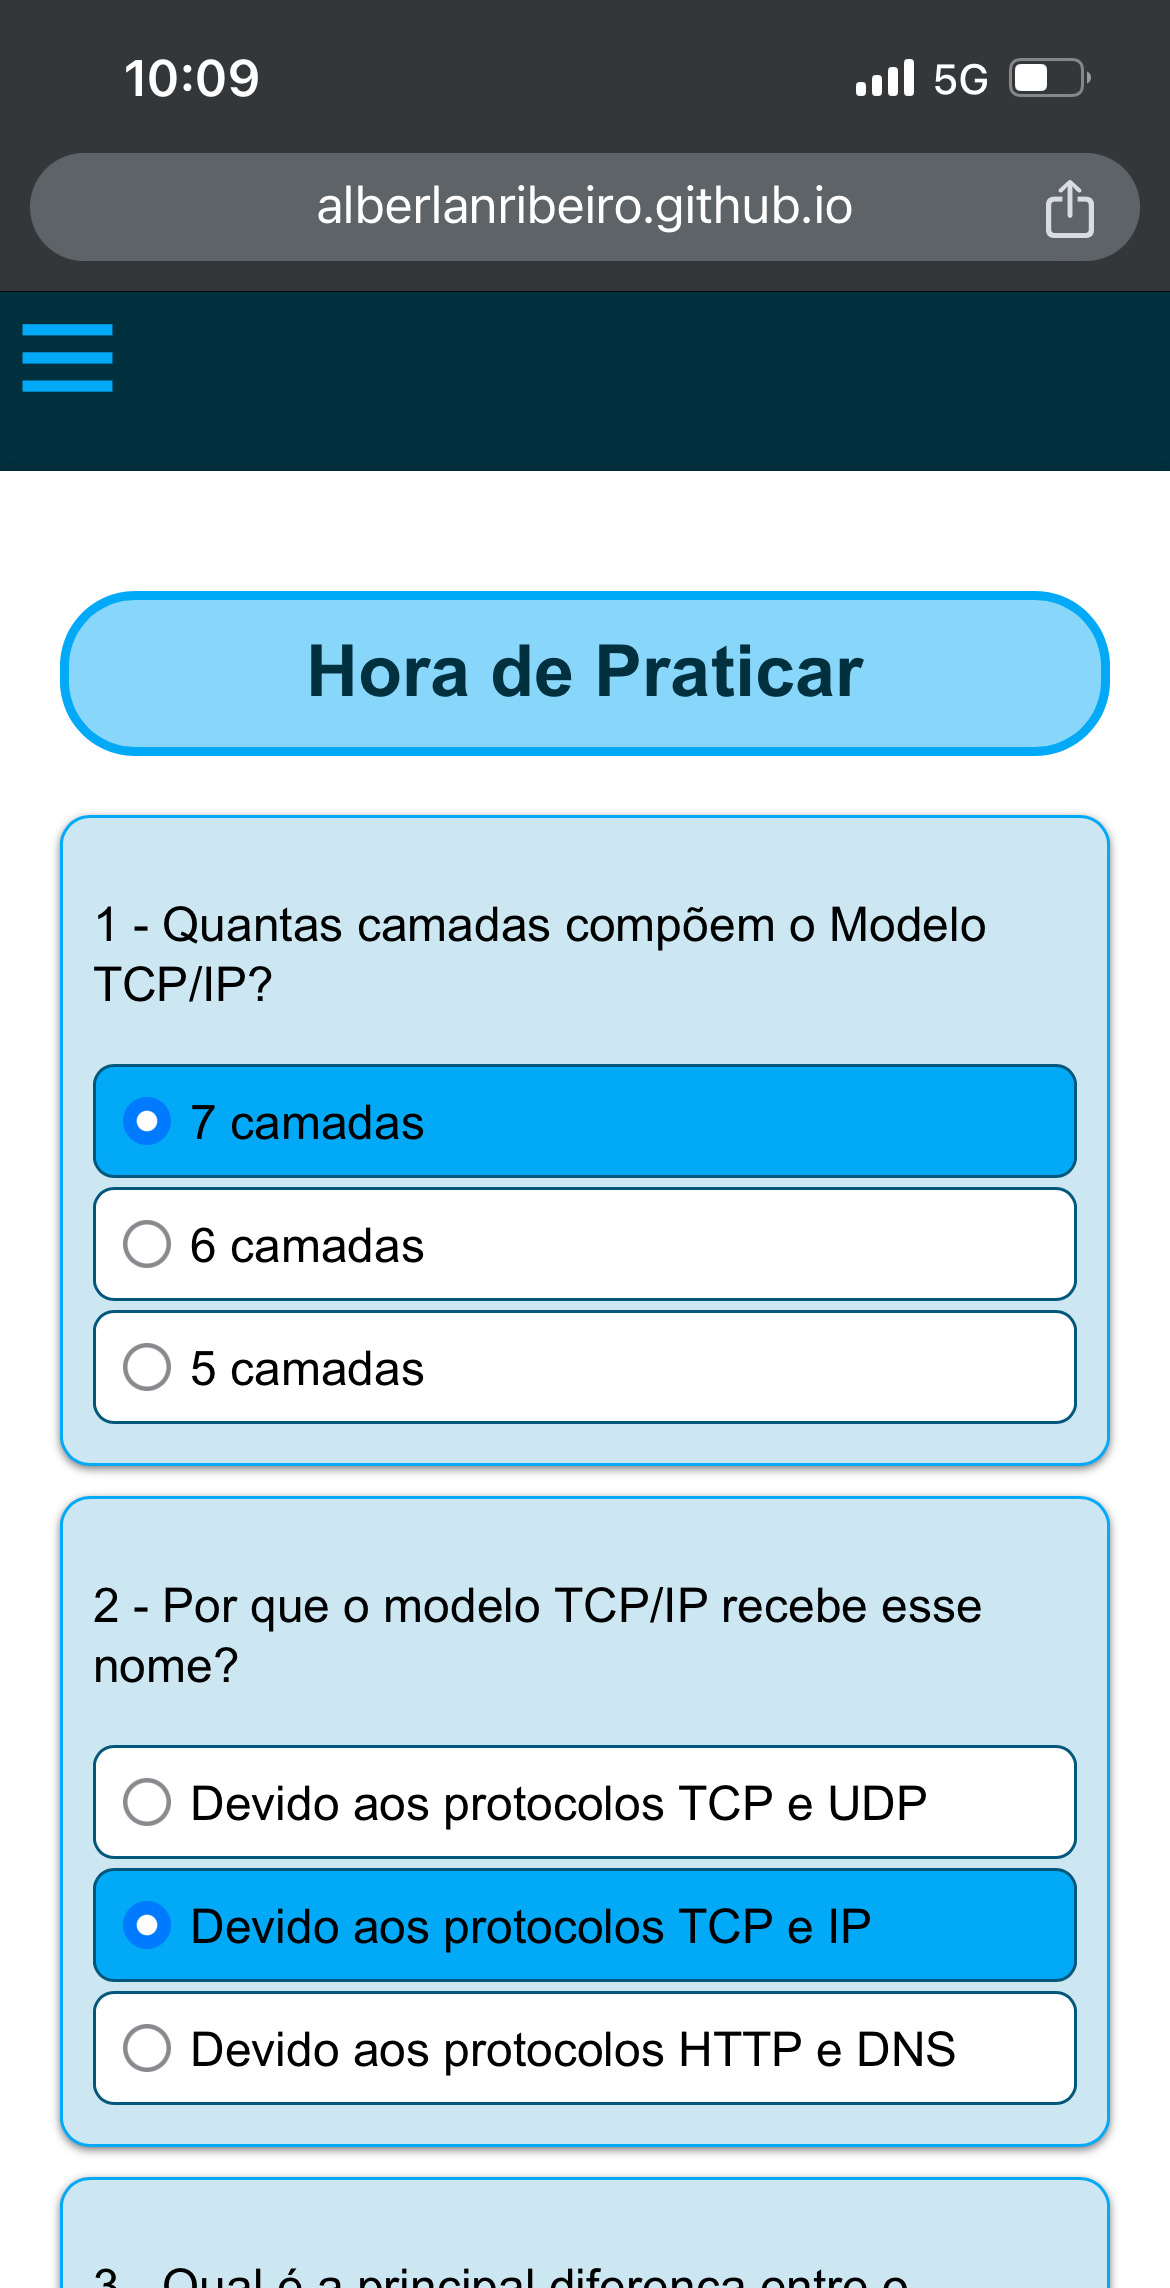 10:09
5G
alberlanribeiro.github.io
Hora de Praticar
1 - Quantas camadas compõem o Modelo
TCP/IP?
7 camadas
6 camadas
5 camadas
2 - Por que o modelo TCP/IP recebe esse
nome?
Devido aos protocolos TCP e UDP
Devido aos protocolos TCP e IP
Devido aos protocolos HTTP e DNS
3 - Qual é a principal diferença entre o